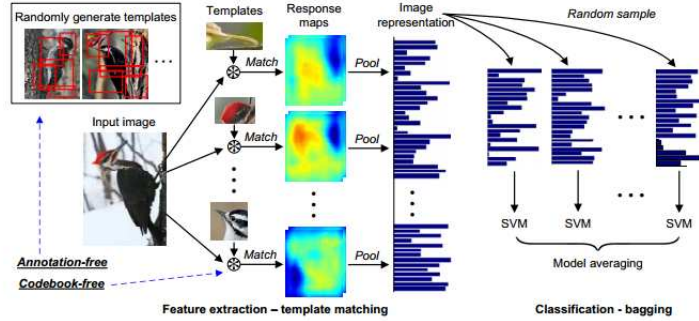 Randomly generate templates
Templates
Response
maps
Image
representation
Random sample
Match
Pool
Input image
Match
Pool
Match
Pool
SVM
SVM
SVM
Model averaging
Annotation-free
Codebook-free
Feature extraction – template matching
Classification - bagging